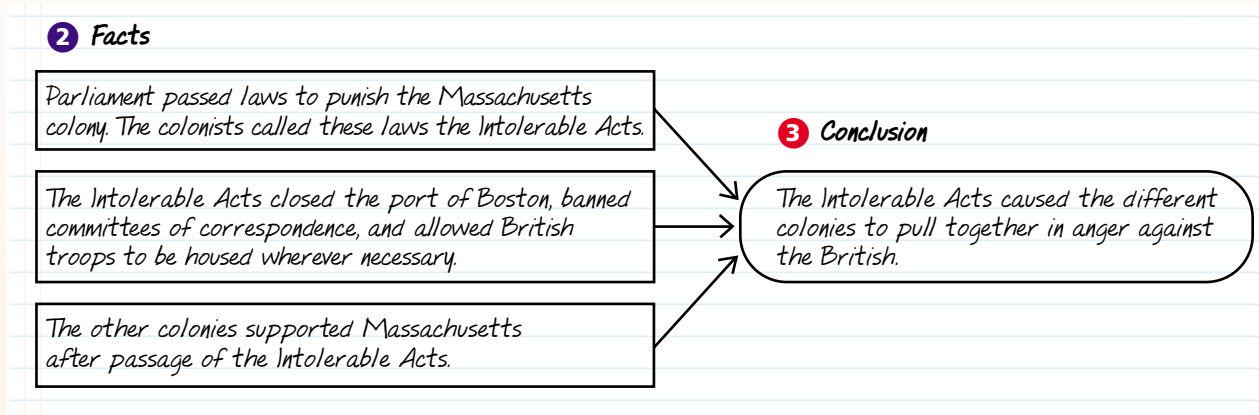 2 Facts
Parliament passed laws to punish the Massachusetts
colony. The colonists called these laws the Intolerable Acts.
The Intolerable Acts closed the port of Boston, banned
committees of correspondence, and allowed British
troops to be housed wherever necessary.
The other colonies supported Massachusetts
after passage of the Intolerable Acts.
3 Conclusion
The Intolerable Acts caused the different
colonies to pull together in anger against
the British.